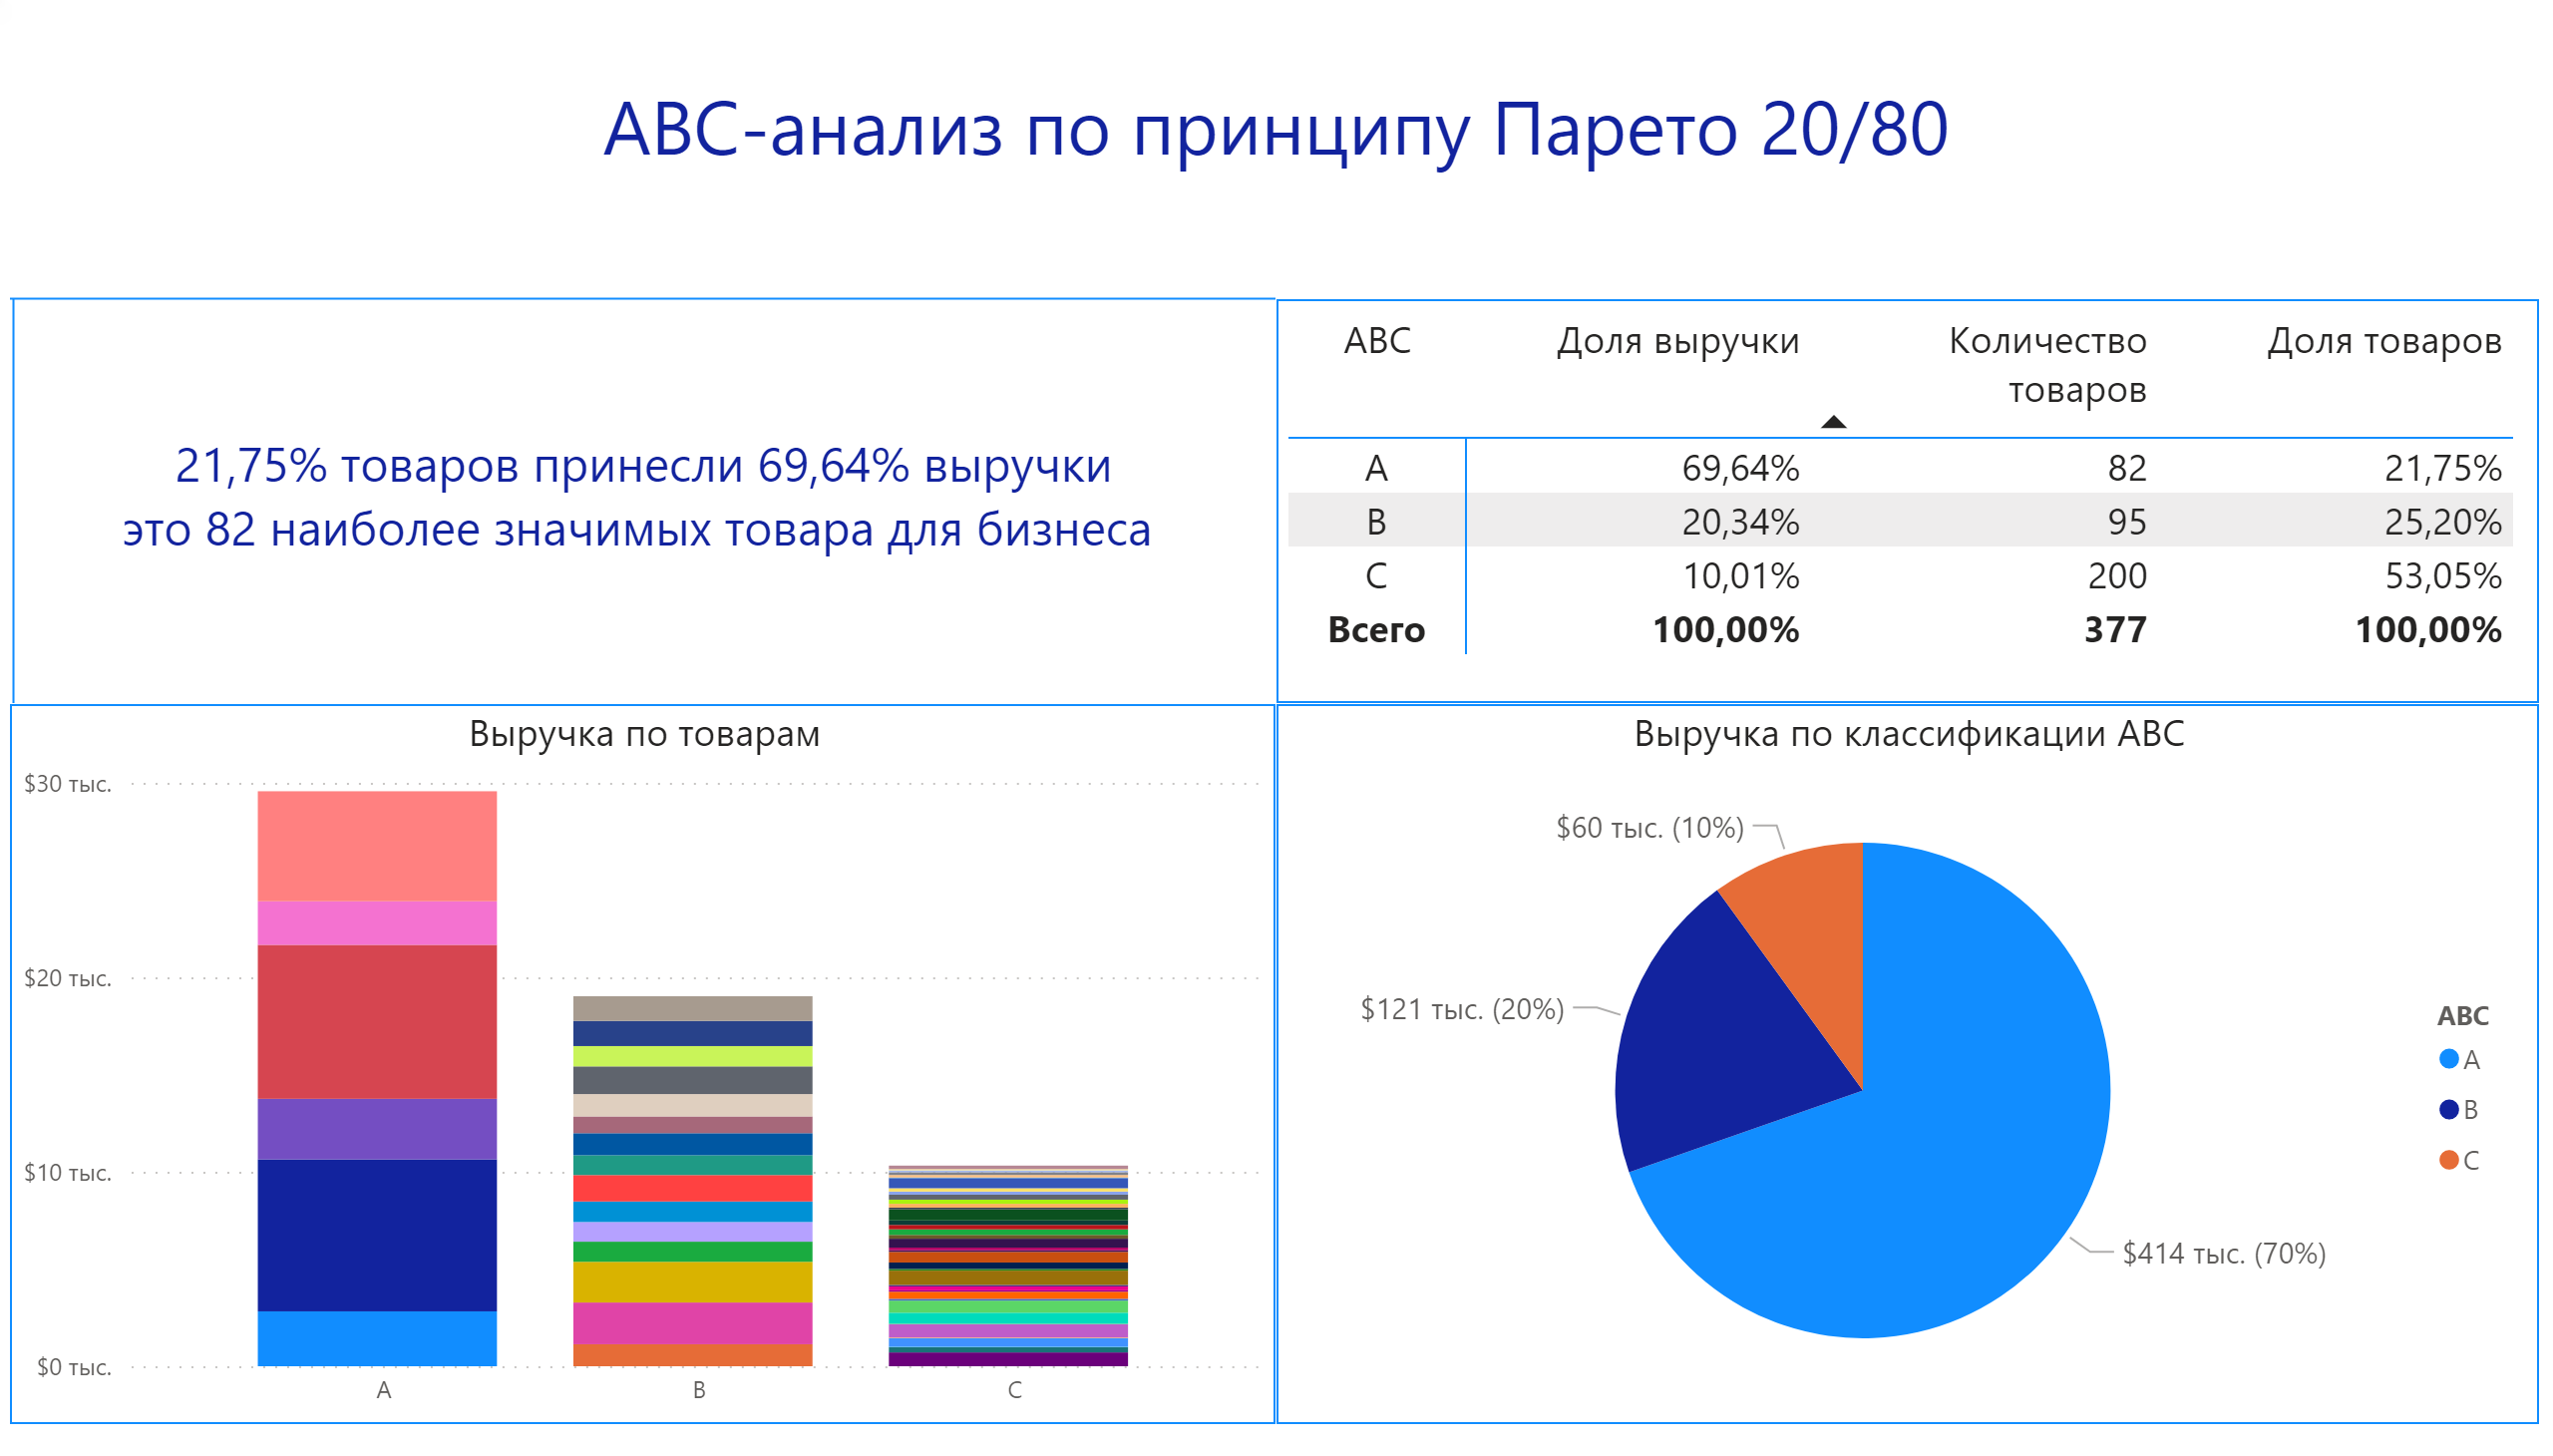 ABC-анализ по принципу Парето 20/80
21,75% товаров принесли 69,64% выручки
это 82 наиболее значимых товара для бизнеса
ABC Доля выручки Количество товаров Доля товаров
A 69,64% 82 21,75%
B 20,34% 95 25,20%
C 10,01% 200 53,05%
Всего 100,00% 377 100,00%
Выручка по товарам
$30 тыс.
$20 тыс.
$10 тыс.
$0 тыс.
A B C
Выручка по классификации ABC
$60 тыс. (10%)
$121 тыс. (20%)
$414 тыс. (70%)
ABC
A
B
C